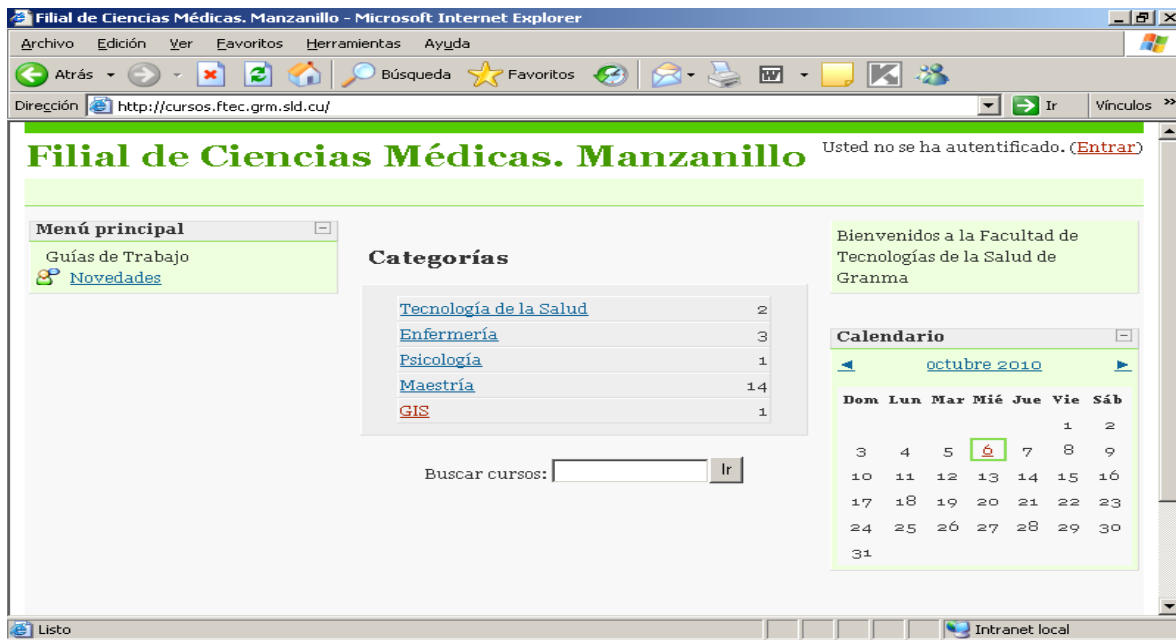 Filial de Ciencias Médicas. Manzanillo - Microsoft Internet Explorer
Archivo Edición Ver Favoritos Herramientas Ayuda
Atrás Búsqueda Favoritos
Dirección http://cursos.ftec.grm.sld.cu/ Ir Vínculos »
Filial de Ciencias Médicas. Manzanillo
Usted no se ha autentificado. (Entrar)
Menú principal
Guías de Trabajo
Novedades
Categorías
Tecnología de la Salud 2
Enfermería 3
Psicología 1
Maestría 14
GIS 1
Buscar cursos: Ir
Bienvenidos a la Facultad de
Tecnologías de la Salud de
Granma
Calendario
◄ octubre 2010 ►
Dom Lun Mar Mié Jue Vie Sáb
1 2
3 4 5 6 7 8 9
10 11 12 13 14 15 16
17 18 19 20 21 22 23
24 25 26 27 28 29 30
31
Listo Intranet local